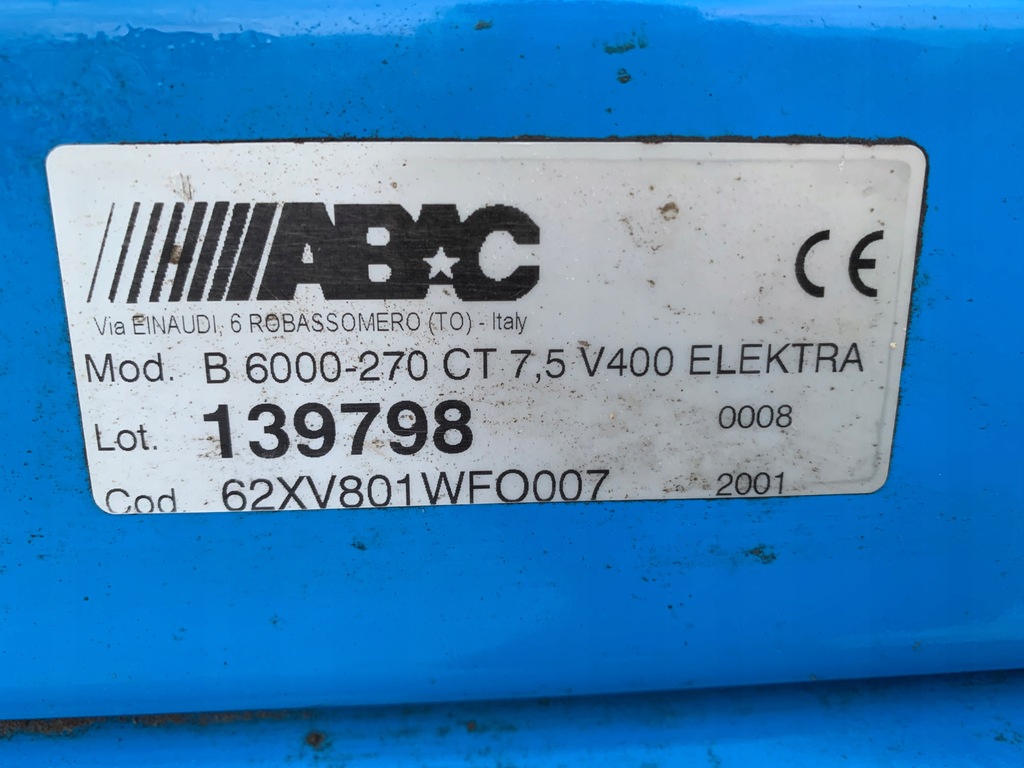 ABAC
CE
Via EINAUDI, 6 ROBASSOMERO (TO) - Italy
Mod. B 6000-270 CT 7,5 V400 ELEKTRA
Lot. 139798 0008
Cod. 62XV801WFO007 2001